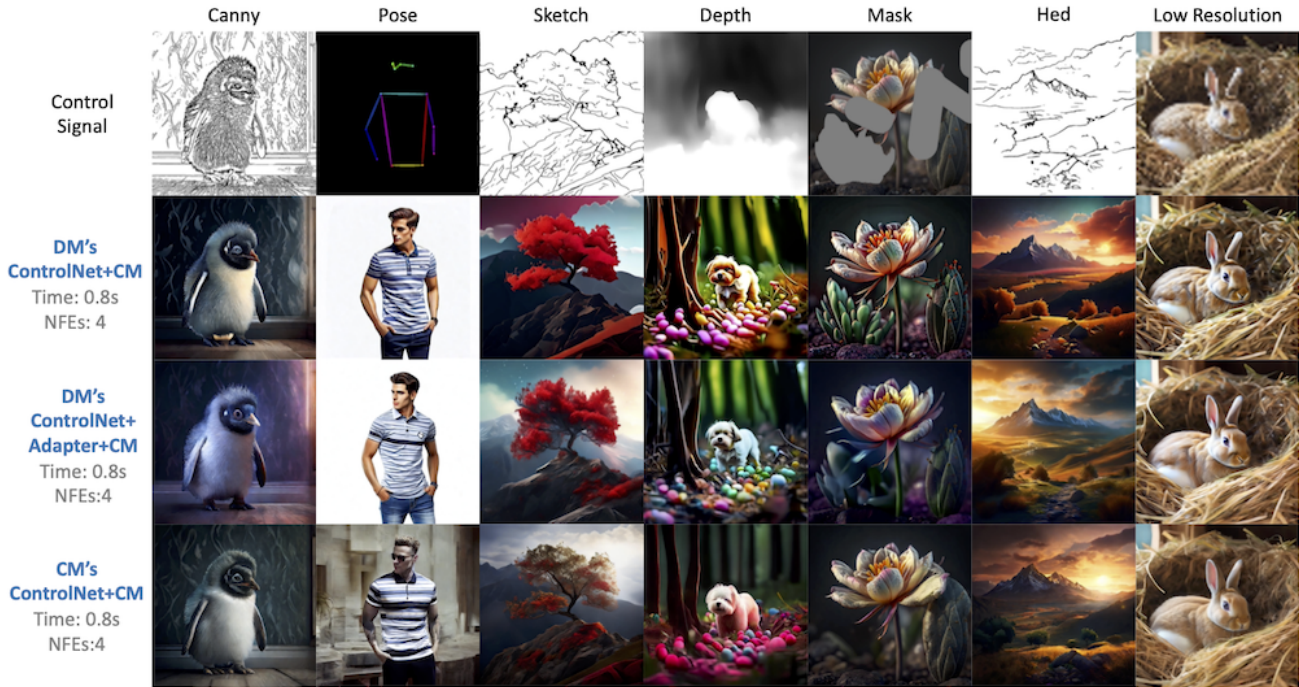 Canny Pose Sketch Depth Mask Hed Low Resolution
Control
Signal
DM's
ControlNet+CM
Time: 0.8s
NFEs: 4
DM's
ControlNet+
Adapter+CM
Time: 0.8s
NFEs:4
CM's
ControlNet+CM
Time: 0.8s
NFEs:4